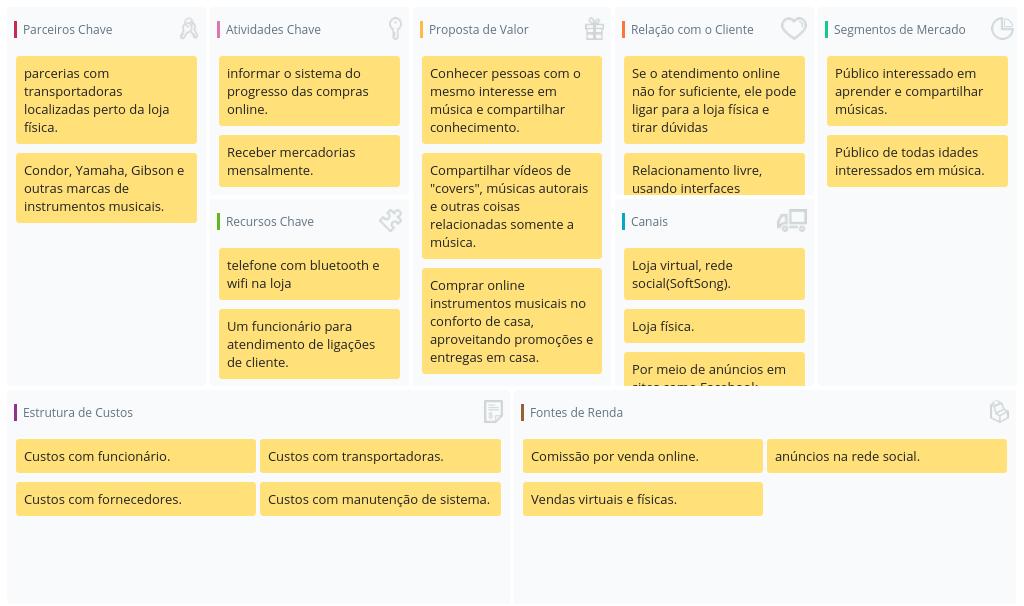 Parceiros Chave
parcerias com
transportadoras
localizadas perto da loja
física.
Condor, Yamaha, Gibson e
outras marcas de
instrumentos musicais.
Atividades Chave
informar o sistema do
progresso das compras
online.
Receber mercadorias
mensalmente.
Recursos Chave
telefone com bluetooth e
wifi na loja
Um funcionário para
atendimento de ligações
de cliente.
Proposta de Valor
Conhecer pessoas com o
mesmo interesse em
música e compartilhar
conhecimento.
Compartilhar vídeos de
"covers", músicas autorais
e outras coisas
relacionadas somente a
música.
Comprar online
instrumentos musicais no
conforto de casa,
aproveitando promoções e
entregas em casa.
Relação com o Cliente
Se o atendimento online
não for suficiente, ele pode
ligar para a loja física e
tirar dúvidas
Relacionamento livre,
usando interfaces
Canais
Loja virtual, rede
social(SoftSong).
Loja física.
Por meio de anúncios em
como Facebook
Segmentos de Mercado
Público interessado em
aprender e compartilhar
músicas.
Público de todas idades
interessados em música.
Estrutura de Custos
Custos com funcionário.
Custos com transportadoras.
Custos com fornecedores.
Custos com manutenção de sistema.
Fontes de Renda
Comissão por venda online.
anúncios na rede social.
Vendas virtuais e físicas.